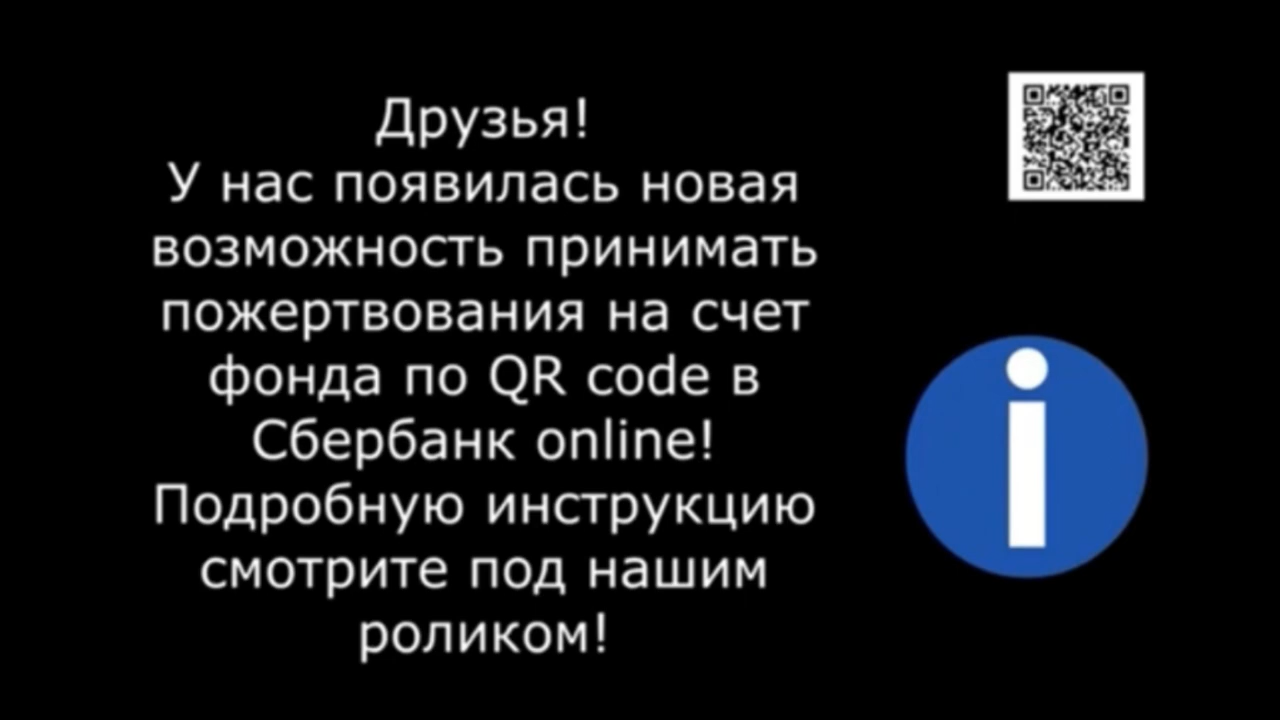 Друзья!
У нас появилась новая
возможность принимать
пожертвования на счет
фонда по QR code в
Сбербанк online!
Подробную инструкцию
смотрите под нашим
роликом!